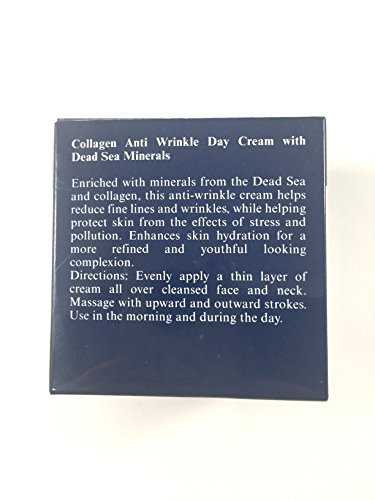 Collagen Anti Wrinkle Day Cream with
Dead Sea Minerals
Enriched with minerals from the Dead Sea
and collagen, this anti-wrinkle cream helps
reduce fine lines and wrinkles, while helping
protect skin from the effects of stress and
pollution. Enhances skin hydration for a
more refined and youthful looking
complexion.
Directions: Evenly apply a thin layer of
cream all over cleansed face and neck.
Massage with upward and outward strokes.
Use in the morning and during the day.